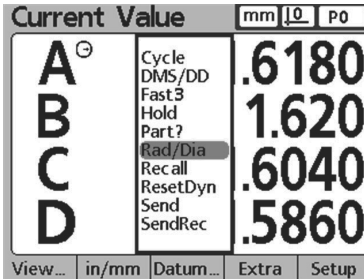 Current Value mm 0 P0
A .6180
B 1.620
C .6040
D .5860
Cycle
DMS/DD
Fast3
Hold
Part?
Rad/Dia
Recall
ResetDyn
Send
SendRec
View... in/mm Datum... Extra Setup